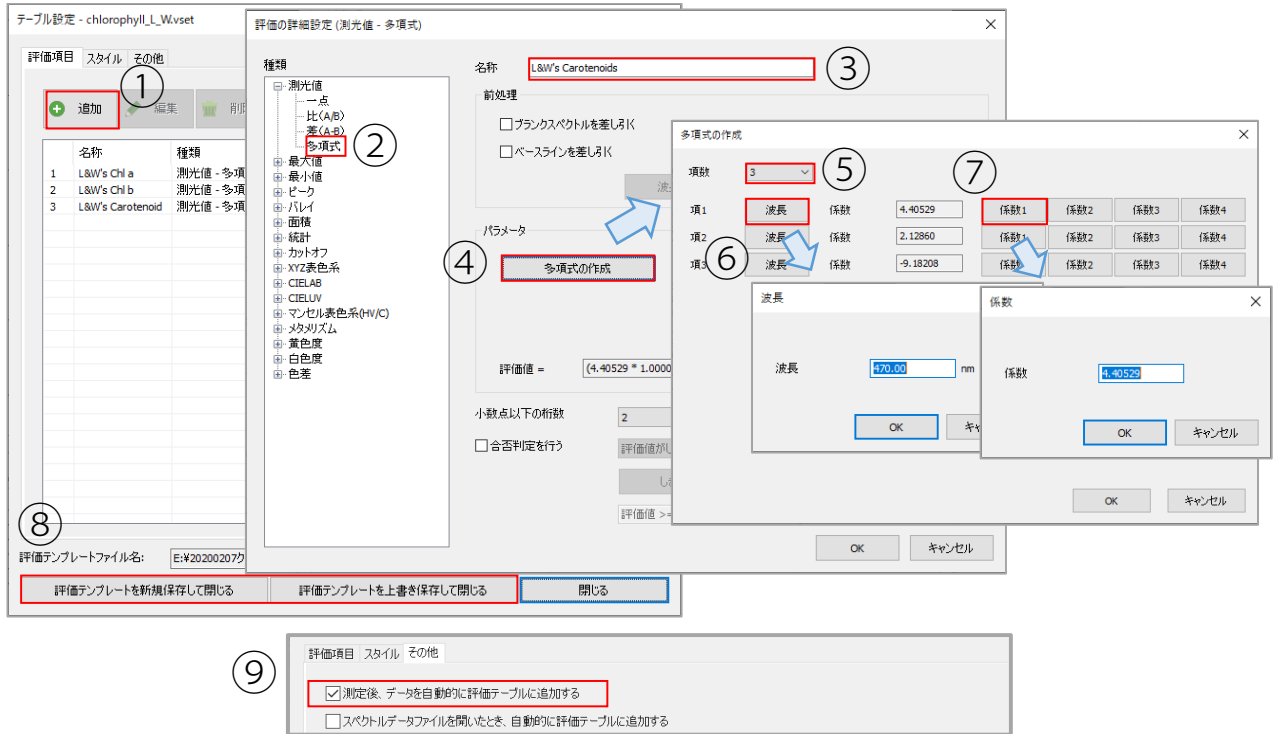 テーブル設定 - chlorophyll_L_W.vset
評価項目 スタイル その他
①
追加 編集
名称 種類
1 L&W's Chl a 測光値 - 多項
2 L&W's Chl b 測光値 - 多項
3 L&W's Carotenoid 測光値 - 多項
⑧
評価テンプレートファイル名: E:¥20200207
評価テンプレートを新規保存して閉じる 評価テンプレートを上書き保存して閉じる 閉じる
評価の詳細設定 (測光値 - 多項式)
種類
測光値
一点
比(A/B)
差(A-B)
多項式
②
最大値
最小値
ピーク
バレイ
面積
統計
カットオフ
XYZ表色系
CIELAB
CIELUV
マンセル表色系(HV/C)
メタメリズム
黄色度
白色度
色差
名称 L&W's Carotenoids
③
前処理
ブランクスペクトルを差し引く
ベースラインを差し引く
パラメータ
④
多項式の作成
評価値 = (4.40529 * 1.0000
小数点以下の桁数 2
合否判定を行う 評価値が
評価値 >=
OK キャンセル
多項式の作成
項数 3
⑤
⑦
項1 波長 係数 4.40529 係数1 係数2 係数3 係数4
項2 波長 係数 2.12860 係数1 係数2 係数3 係数4
項3 波長 係数 -9.18208 係数2 係数3 係数4
⑥
波長
波長 470.00 nm
OK
係数
係数 4.40529
OK キャンセル
OK キャンセル
⑨
評価項目 スタイル その他
測定後、データを自動的に評価テーブルに追加する
スペクトルデータファイルを開いたとき、自動的に評価テーブルに追加する